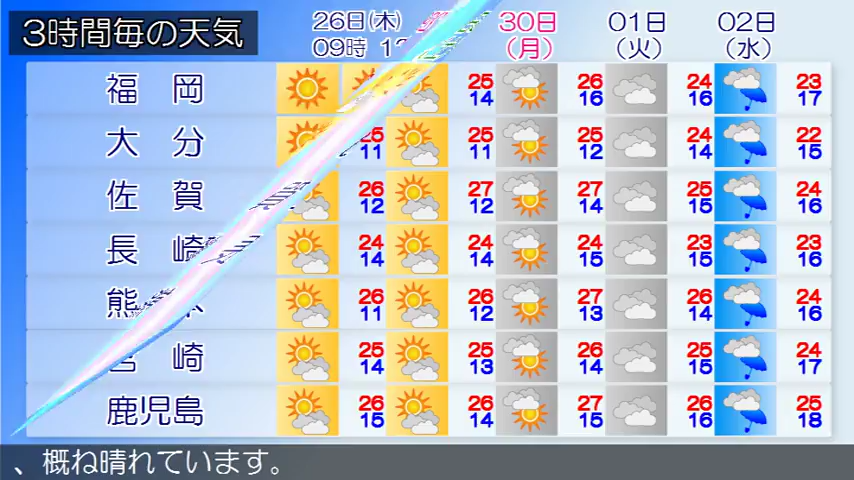 3時間毎の天気
26日(木) 30日 01日 02日
09時 1 (月) (火) (水)
福岡 25 26 24 23
14 16 16 17
大分 25 25 25 24 22
11 11 12 14 15
佐賀 26 27 27 25 24
12 12 14 15 16
長崎 24 24 24 23 23
14 14 15 15 16
熊 26 26 27 26 24
11 12 13 14 16
宮崎 25 25 26 25 24
14 13 14 15 17
鹿児島 26 26 27 26 25
15 14 15 16 18
、概ね晴れています。